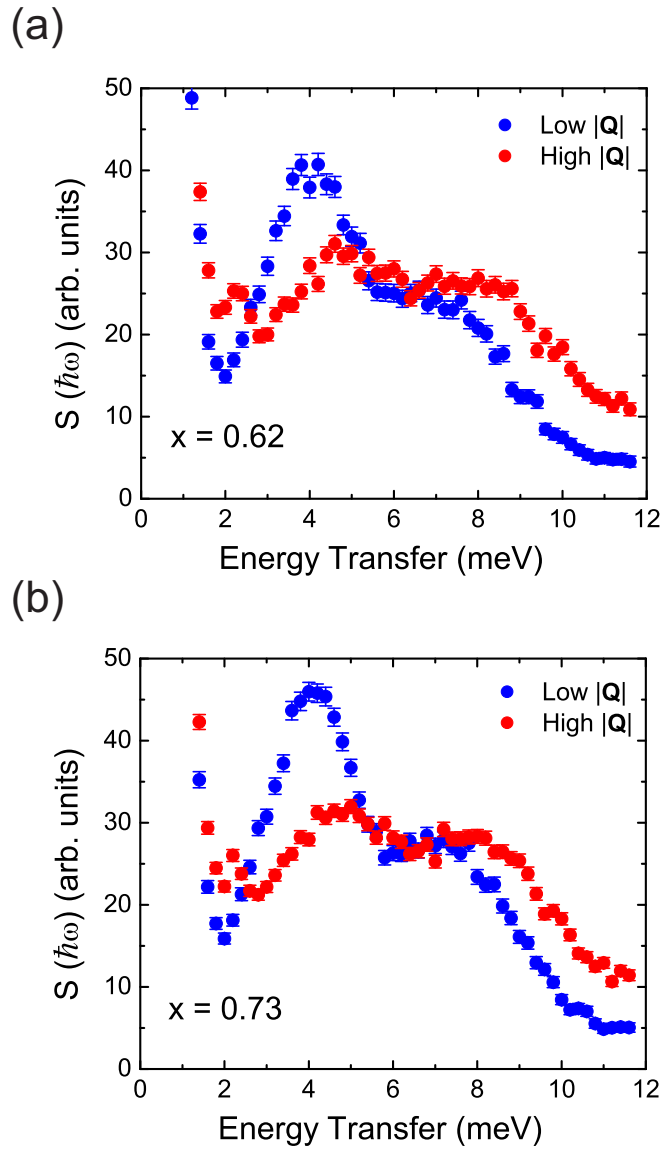 (a)
50
40
30
20
10
0
S (ħω) (arb. units)
Low |Q|
High |Q|
x = 0.62
0 2 4 6 8 10 12
Energy Transfer (meV)
(b)
50
40
30
20
10
0
S (ħω) (arb. units)
Low |Q|
High |Q|
x = 0.73
0 2 4 6 8 10 12
Energy Transfer (meV)